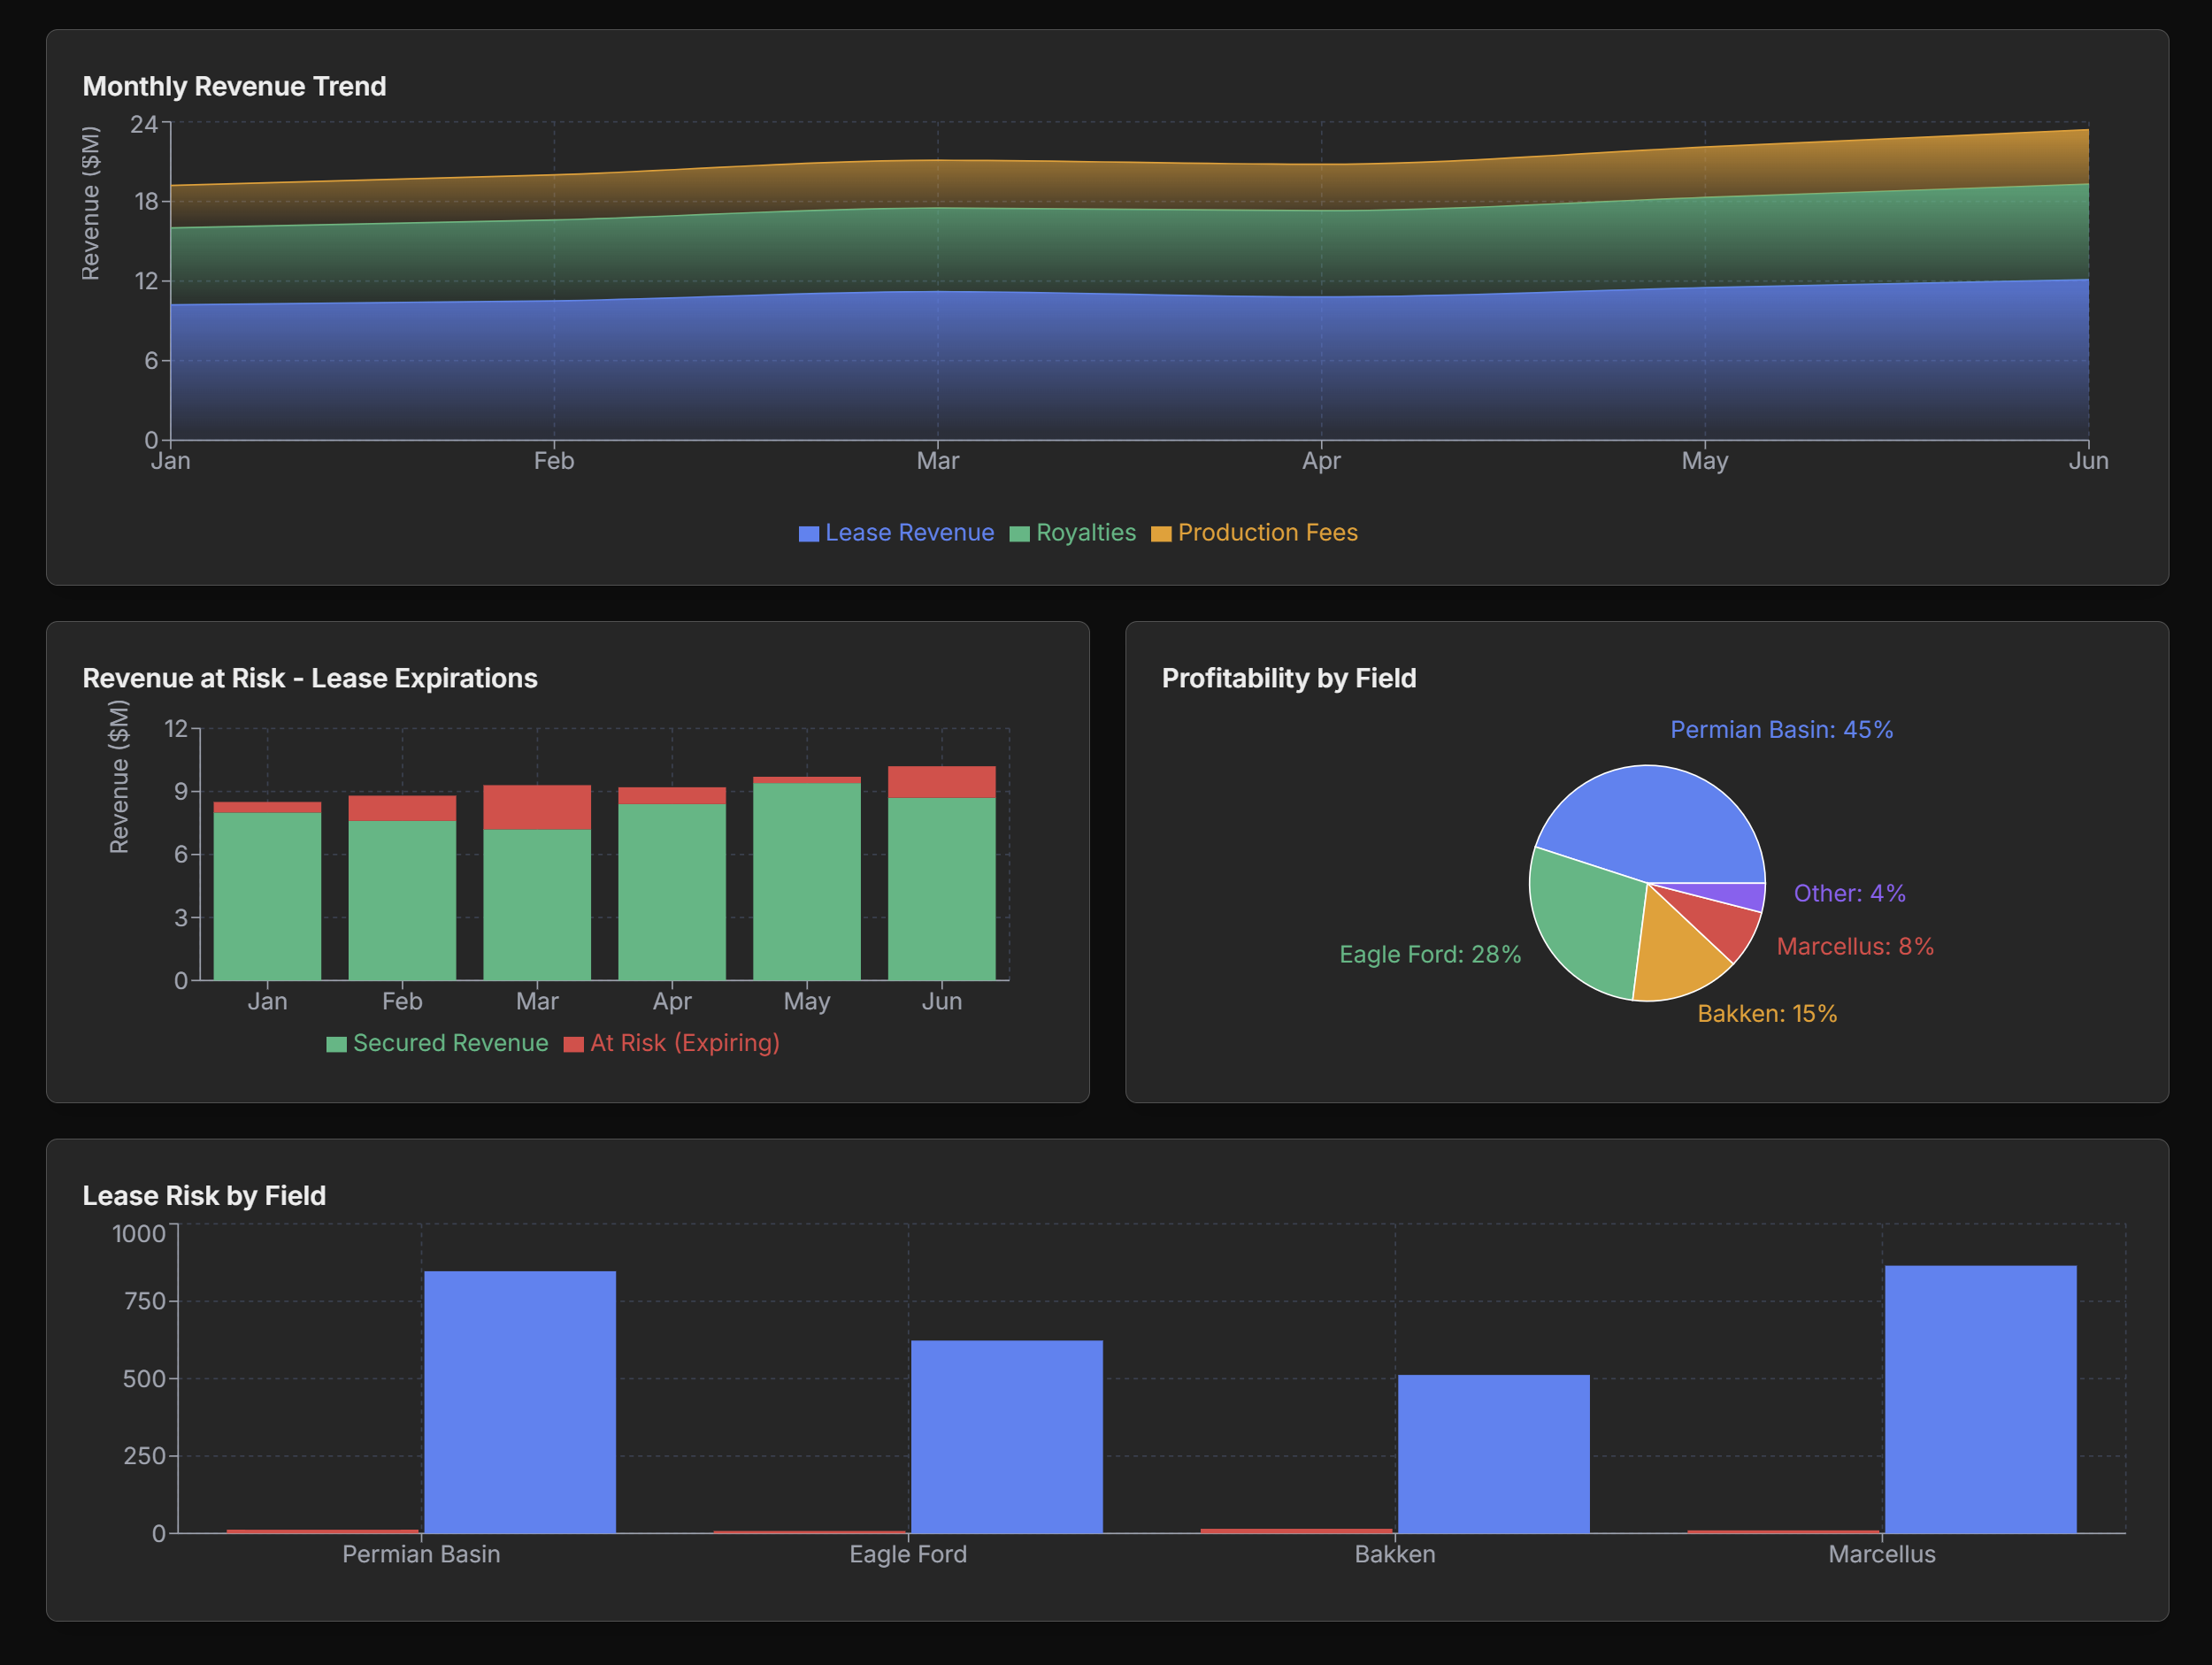 Monthly Revenue Trend
Revenue ($M)
24
18
12
6
0
Jan Feb Mar Apr May Jun
Lease Revenue Royalties Production Fees
Revenue at Risk - Lease Expirations
Revenue ($M)
12
9
6
3
0
Jan Feb Mar Apr May Jun
Secured Revenue At Risk (Expiring)
Profitability by Field
Permian Basin: 45%
Other: 4%
Marcellus: 8%
Eagle Ford: 28%
Bakken: 15%
Lease Risk by Field
1000
750
500
250
0
Permian Basin Eagle Ford Bakken Marcellus